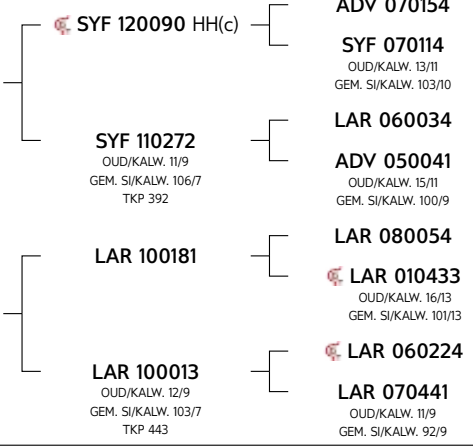 ADV 070154
SYF 120090 HH(c)
SYF 070114
OUD/KALW. 13/11
GEM. SI/KALW. 103/10
SYF 110272
OUD/KALW. 11/9
GEM. SI/KALW. 106/7
TKP 392
LAR 060034
ADV 050041
OUD/KALW. 15/11
GEM. SI/KALW. 100/9
LAR 100181
LAR 080054
LAR 010433
OUD/KALW. 16/13
GEM. SI/KALW. 101/13
LAR 100013
OUD/KALW. 12/9
GEM. SI/KALW. 103/7
TKP 443
LAR 060224
LAR 070441
OUD/KALW. 11/9
GEM. SI/KALW. 92/9